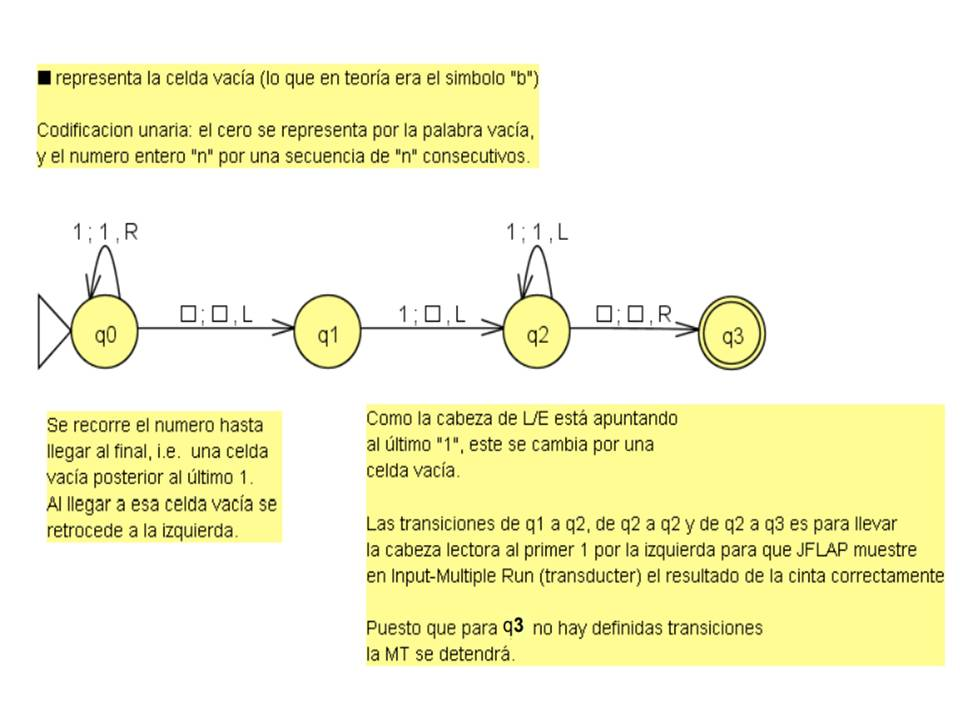 ■ representa la celda vacía (lo que en teoría era el simbolo "b")
Codificacion unaria: el cero se representa por la palabra vacía,
y el numero entero "n" por una secuencia de "n" consecutivos.
1 ; 1 , R
1 ; 1 , L
□ ; □ , L
1 ; □ , L
□ ; □ , R
q0
q1
q2
q3
Se recorre el numero hasta
llegar al final, i.e. una celda
vacía posterior al último 1.
Al llegar a esa celda vacía se
retrocede a la izquierda.
Como la cabeza de L/E está apuntando
al último "1", este se cambia por una
celda vacía.
Las transiciones de q1 a q2, de q2 a q2 y de q2 a q3 es para llevar
la cabeza lectora al primer 1 por la izquierda para que JFLAP muestre
en Input-Multiple Run (transducter) el resultado de la cinta correctamente
Puesto que para q3 no hay definidas transiciones
la MT se detendrá.